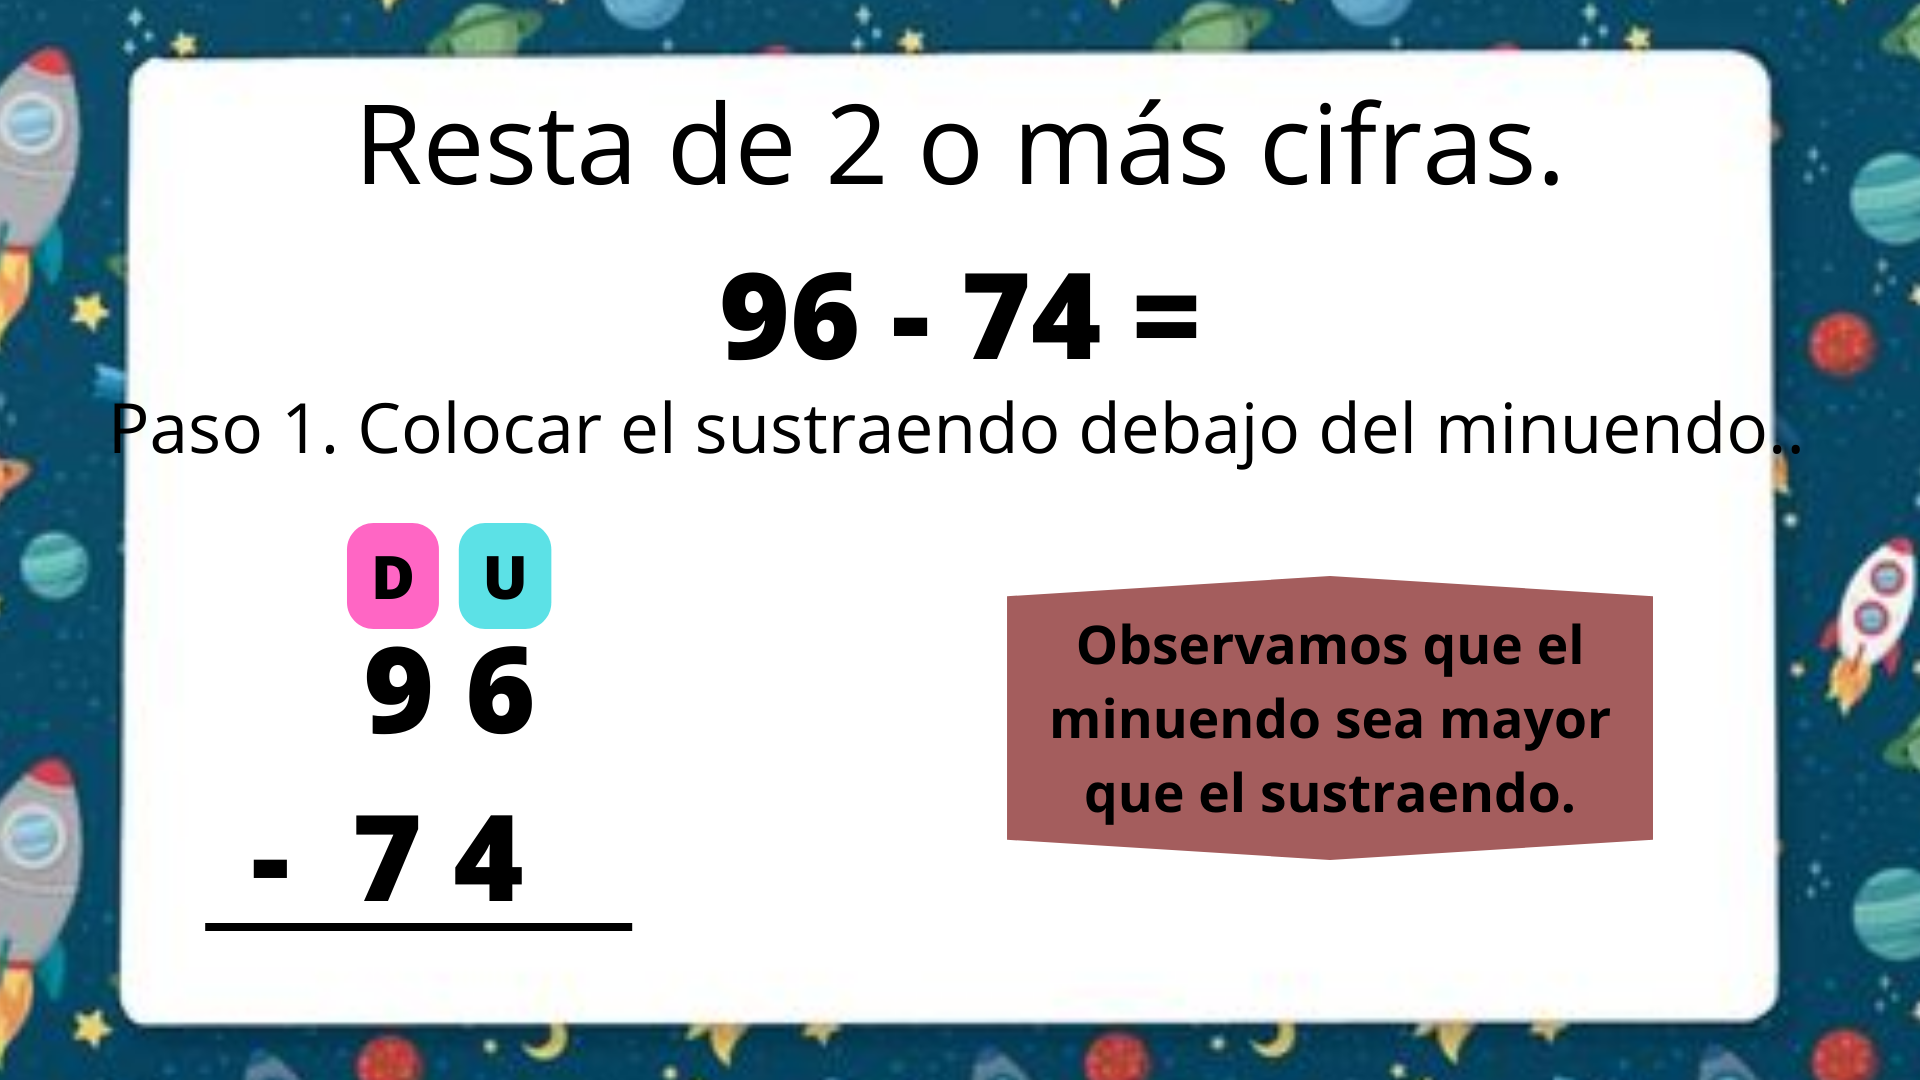 Resta de 2 o más cifras.
96 - 74 =
Paso 1. Colocar el sustraendo debajo del minuendo..
D U
9 6
- 7 4
Observamos que el
minuendo sea mayor
que el sustraendo.